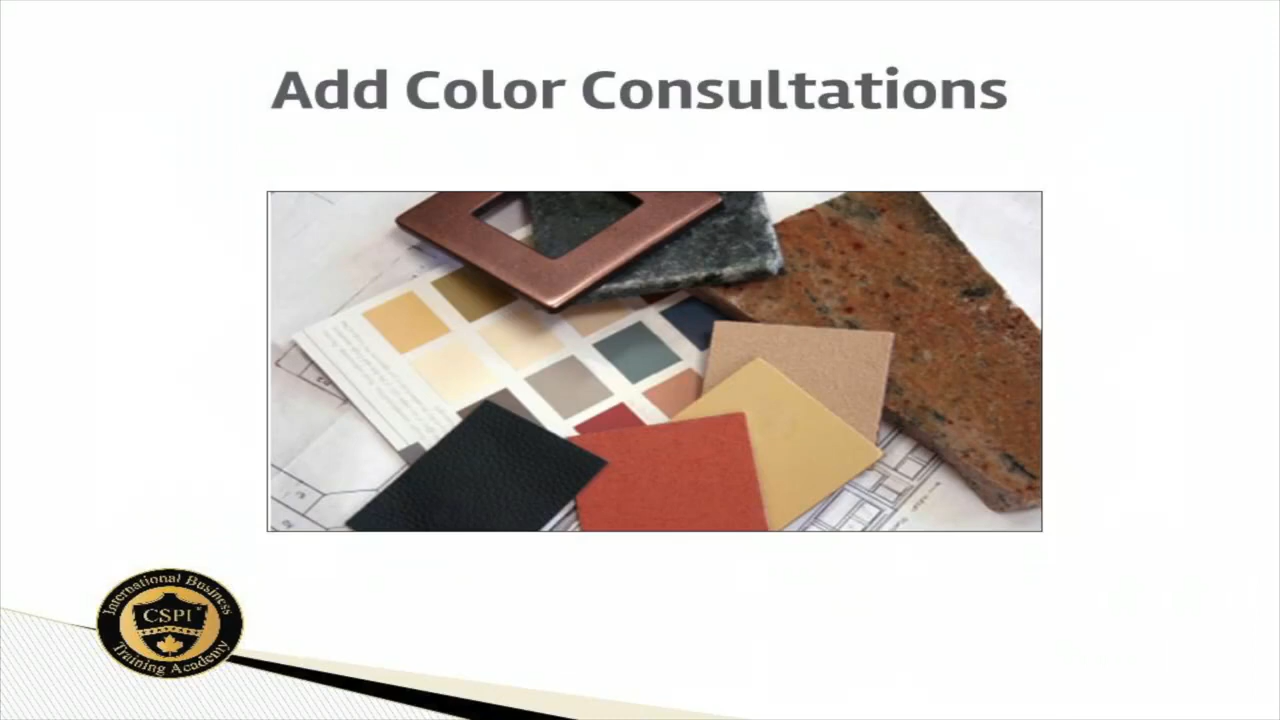 Add Color Consultations
International Business
CSPI
Training Academy